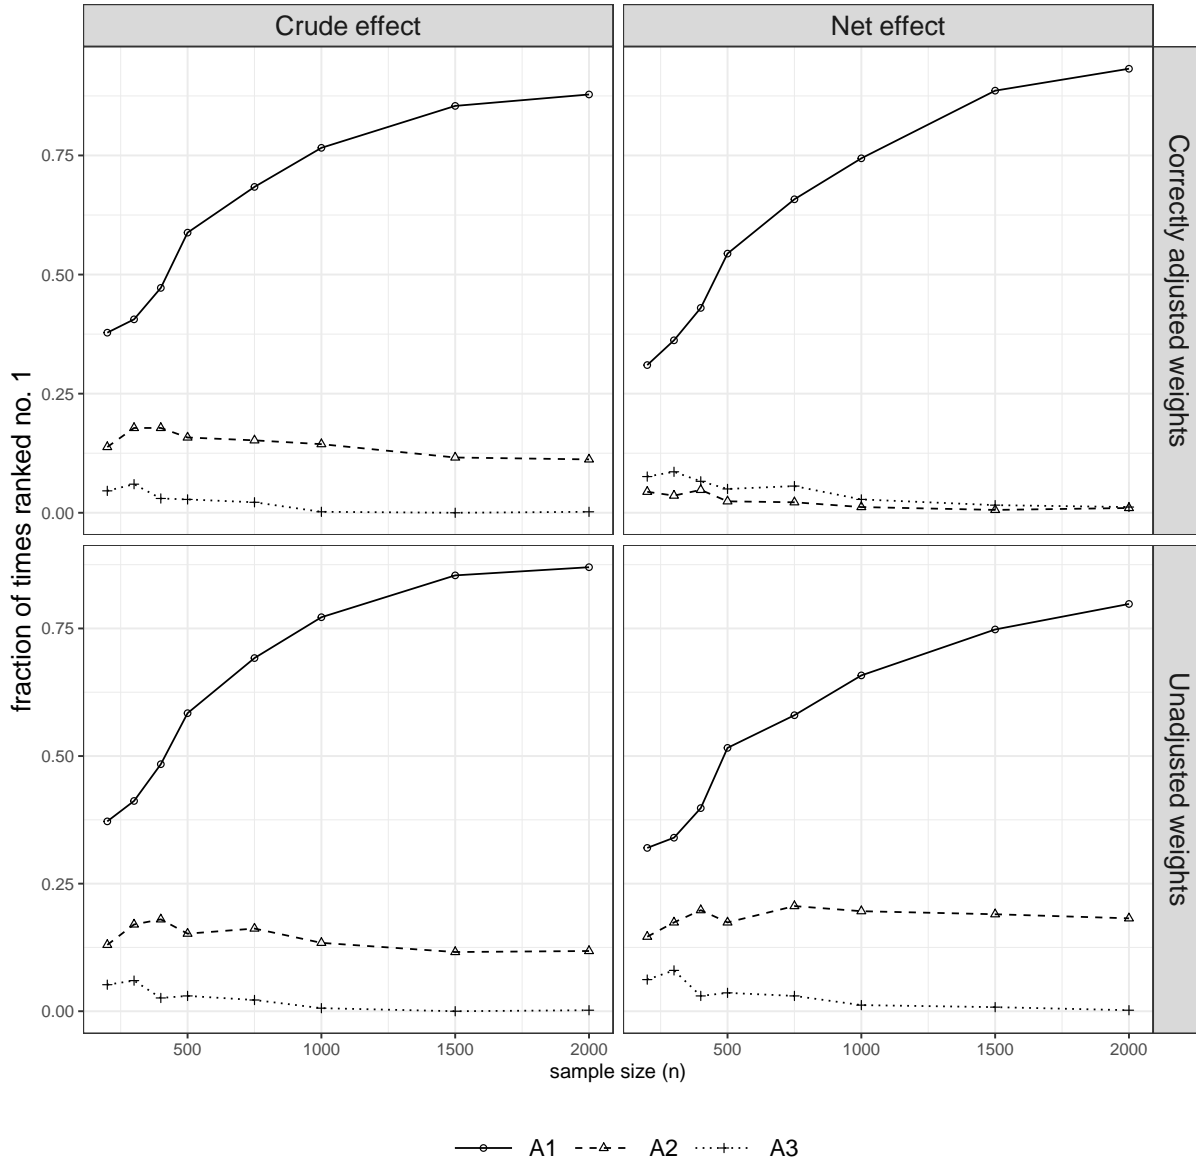 Crude effect
Net effect
fraction of times ranked no. 1
0.75
0.50
0.25
0.00
Correctly adjusted weights
0.75
0.50
0.25
0.00
Unadjusted weights
500 1000 1500 2000
500 1000 1500 2000
sample size (n)
A1 A2 A3